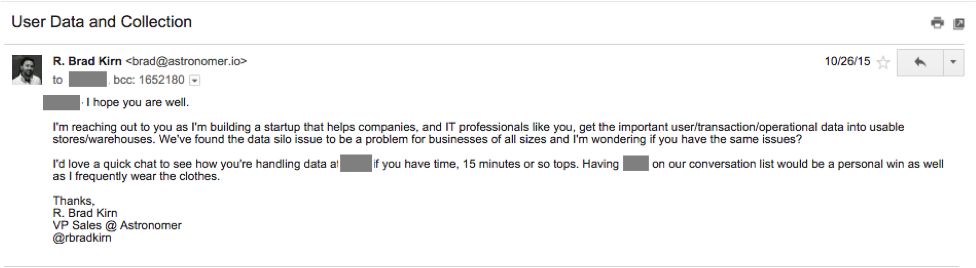 User Data and Collection
R. Brad Kirn <brad@astronomer.io>
10/26/15
to , bcc: 1652180
· I hope you are well.
I'm reaching out to you as I'm building a startup that helps companies, and IT professionals like you, get the important user/transaction/operational data into usable
stores/warehouses. We've found the data silo issue to be a problem for businesses of all sizes and I'm wondering if you have the same issues?
I'd love a quick chat to see how you're handling data at if you have time, 15 minutes or so tops. Having on our conversation list would be a personal win as well
as I frequently wear the clothes.
Thanks,
R. Brad Kirn
VP Sales @ Astronomer
@rbradkirn